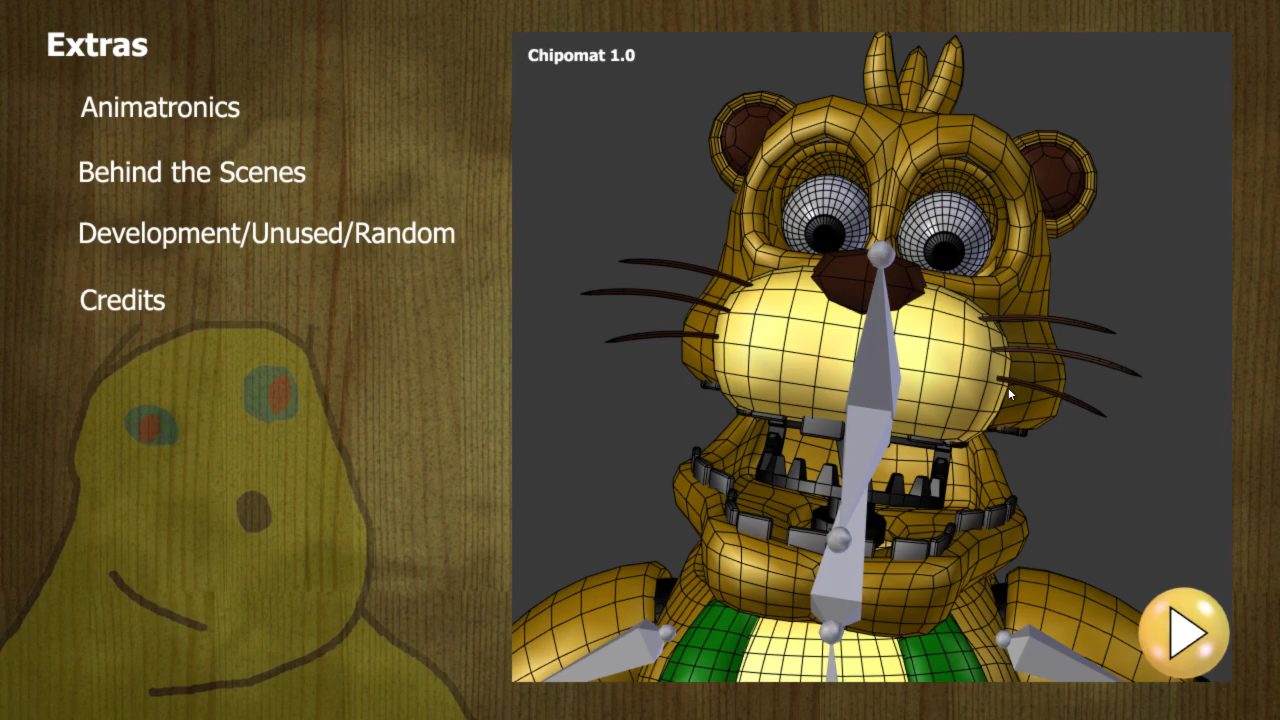 Extras
Animatronics
Behind the Scenes
Development/Unused/Random
Credits
Chipomat 1.0